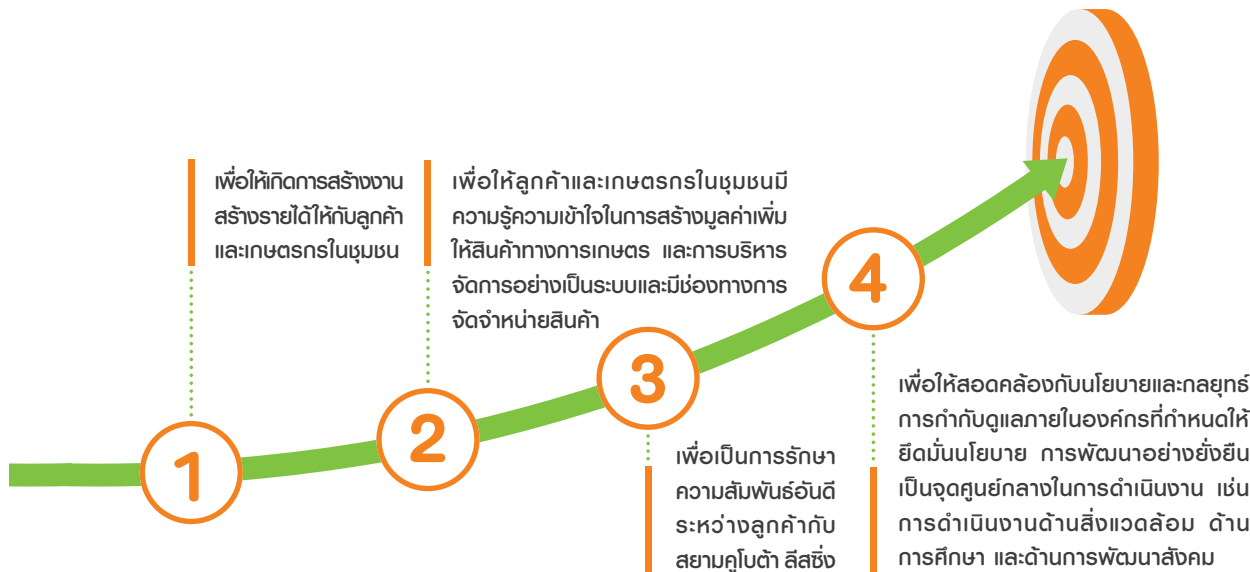 1
เพื่อให้เกิดการสร้างงาน
สร้างรายได้ให้กับลูกค้า
และเกษตรกรในชุมชน
2
เพื่อให้ลูกค้าและเกษตรกรในชุมชนมี
ความรู้ความเข้าใจในการสร้างมูลค่าเพิ่ม
ให้สินค้าทางการเกษตร และการบริหาร
จัดการอย่างเป็นระบบและมีช่องทางการ
จัดจำหน่ายสินค้า
3
เพื่อเป็นการรักษา
ความสัมพันธ์อันดี
ระหว่างลูกค้ากับ
สยามคูโบต้า ลีสซิ่ง
4
เพื่อให้สอดคล้องกับนโยบายและกลยุทธ์
การกำกับดูแลภายในองค์กรที่กำหนดให้
ยึดมั่นนโยบาย การพัฒนาอย่างยั่งยืน
เป็นจุดศูนย์กลางในการดำเนินงาน เช่น
การดำเนินงานด้านสิ่งแวดล้อม ด้าน
การศึกษา และด้านการพัฒนาสังคม